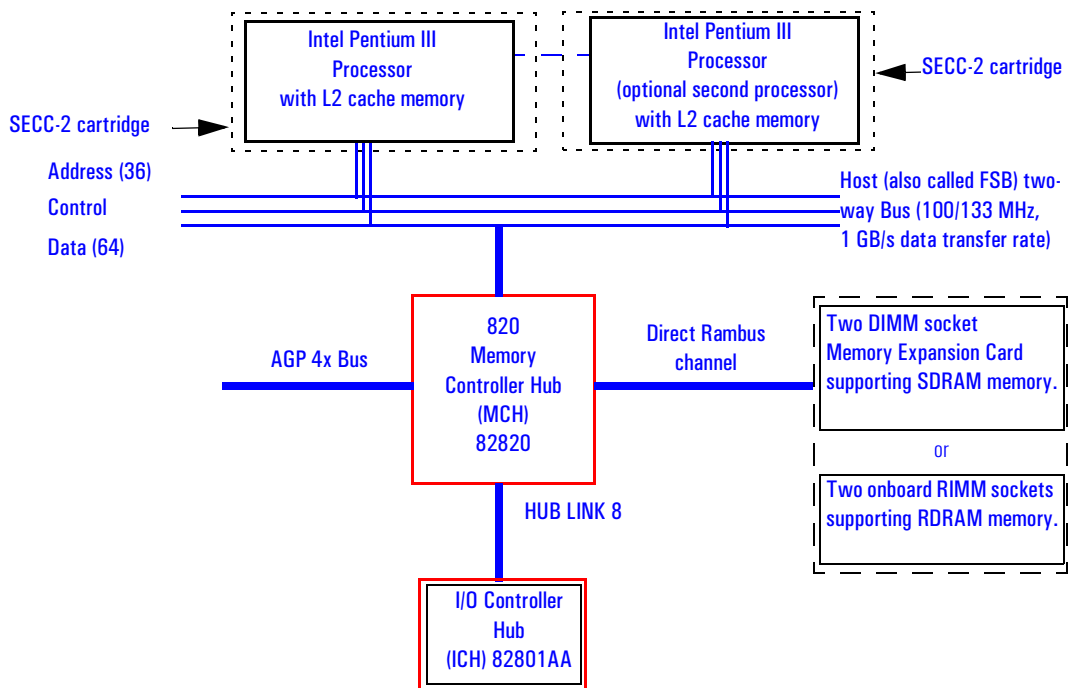 Intel Pentium III
Processor
with L2 cache memory
Intel Pentium III
Processor
(optional second processor)
with L2 cache memory
SECC-2 cartridge
SECC-2 cartridge
Address (36)
Control
Data (64)
Host (also called FSB) two-
way Bus (100/133 MHz,
1 GB/s data transfer rate)
820
Memory
Controller Hub
(MCH)
82820
AGP 4x Bus
Direct Rambus
channel
Two DIMM socket
Memory Expansion Card
supporting SDRAM memory.
or
Two onboard RIMM sockets
supporting RDRAM memory.
HUB LINK 8
I/O Controller
Hub
(ICH) 82801AA